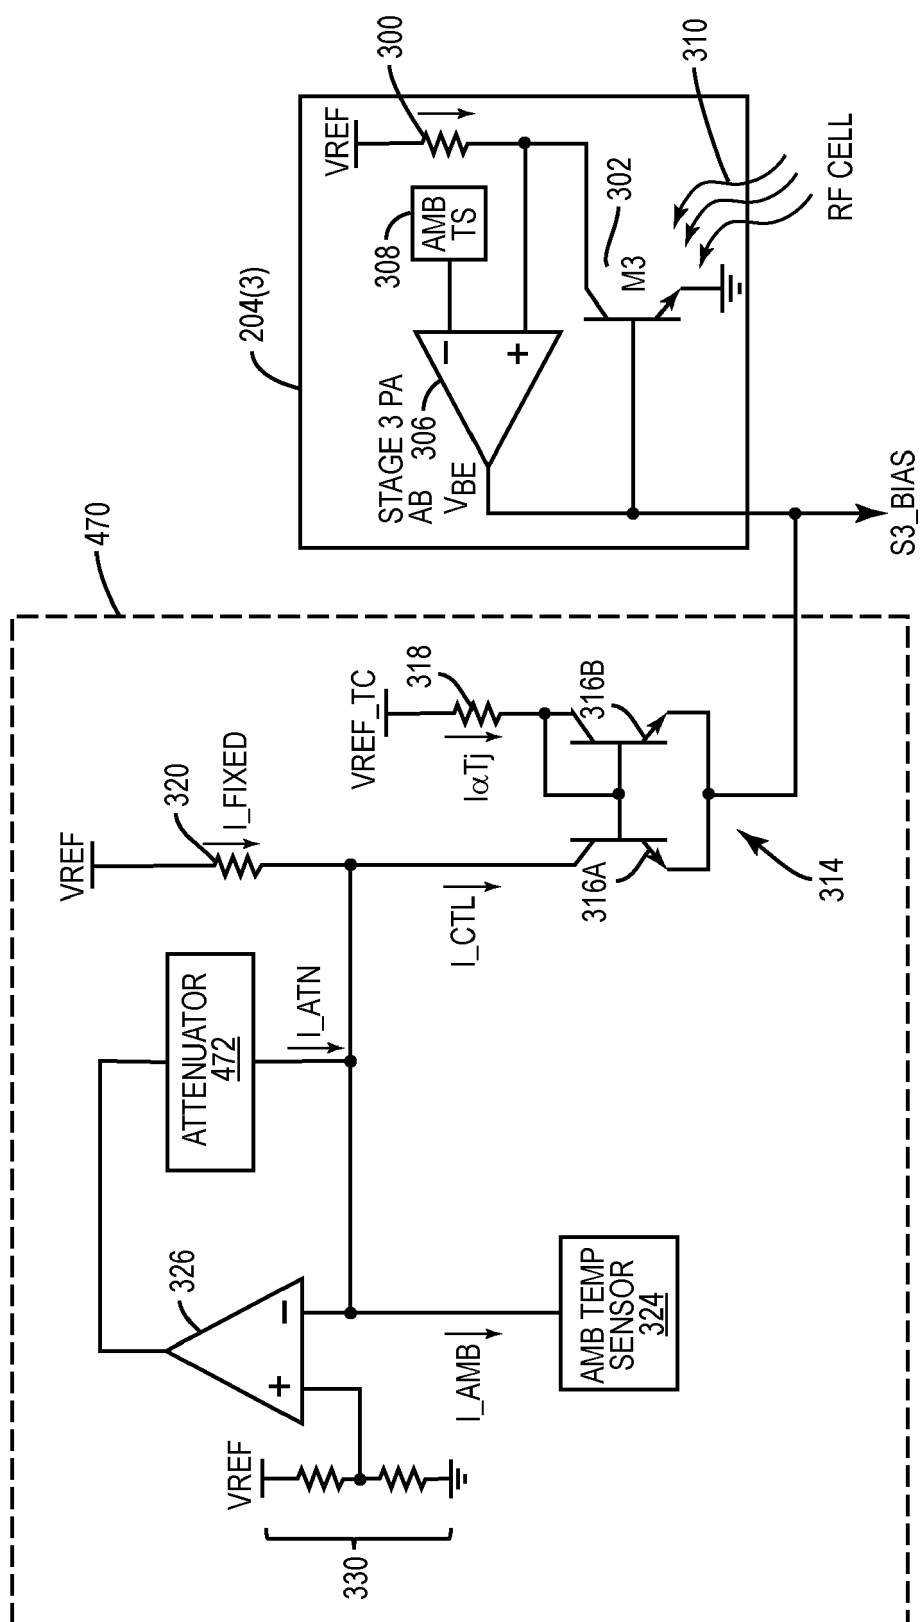 470
204(3)
300
VREF
AMB
TS
308
STAGE 3 PA
AB
306
VBE
302
M3
310
RF CELL
S3_BIAS
VREF
320
I_FIXED
VREF_TC
318
IαTj
316B
316A
314
I_CTL
ATTENUATOR
472
I_ATN
326
+
−
−
+
VREF
330
I_AMB
AMB TEMP
SENSOR
324